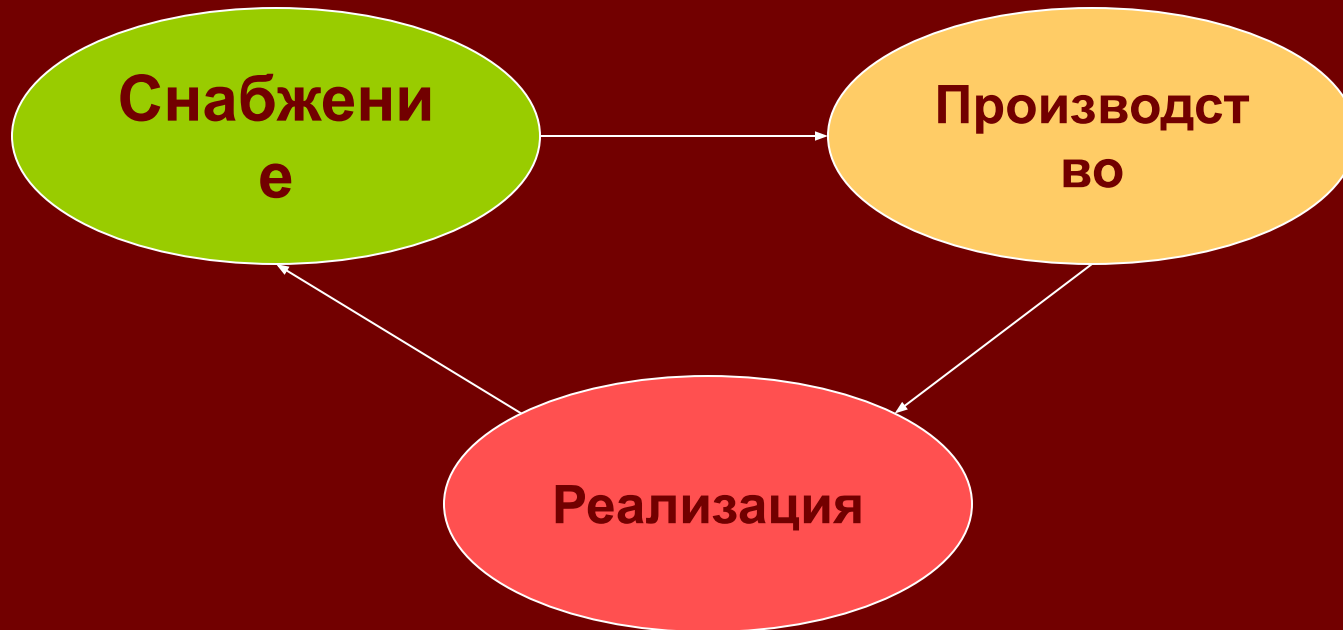 Снабжени
е
Производст
во
Реализация